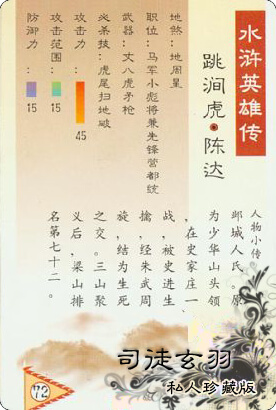 水浒英雄传
跳涧虎·陈达
地煞:地周星
职位:马军小彪将兼先锋营都统
武器:丈八虎矛枪
必杀技:虎尾扫地破
攻击力: 45
攻击范围: 15
防御力: 15
人物小传:
邺城人氏。原
为少华山头领
,在史家庄一
战,被史进生
擒,经朱武周
旋,结为生死
之交。三山聚
义后,梁山排
名第七十二。
72
司徒玄羽
私人珍藏版